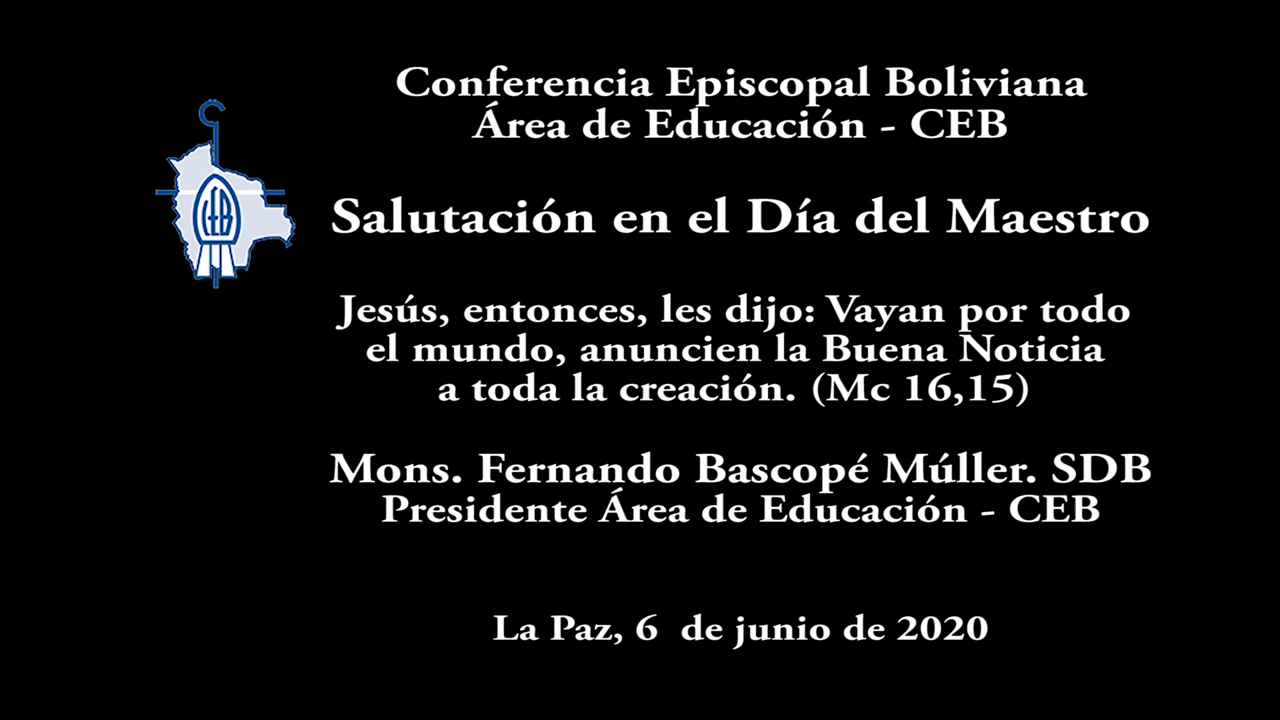 Conferencia Episcopal Boliviana
Área de Educación - CEB
CEB
Salutación en el Día del Maestro
Jesús, entonces, les dijo: Vayan por todo
el mundo, anuncien la Buena Noticia
a toda la creación. (Mc 16,15)
Mons. Fernando Bascopé Múller. SDB
Presidente Área de Educación - CEB
La Paz, 6 de junio de 2020